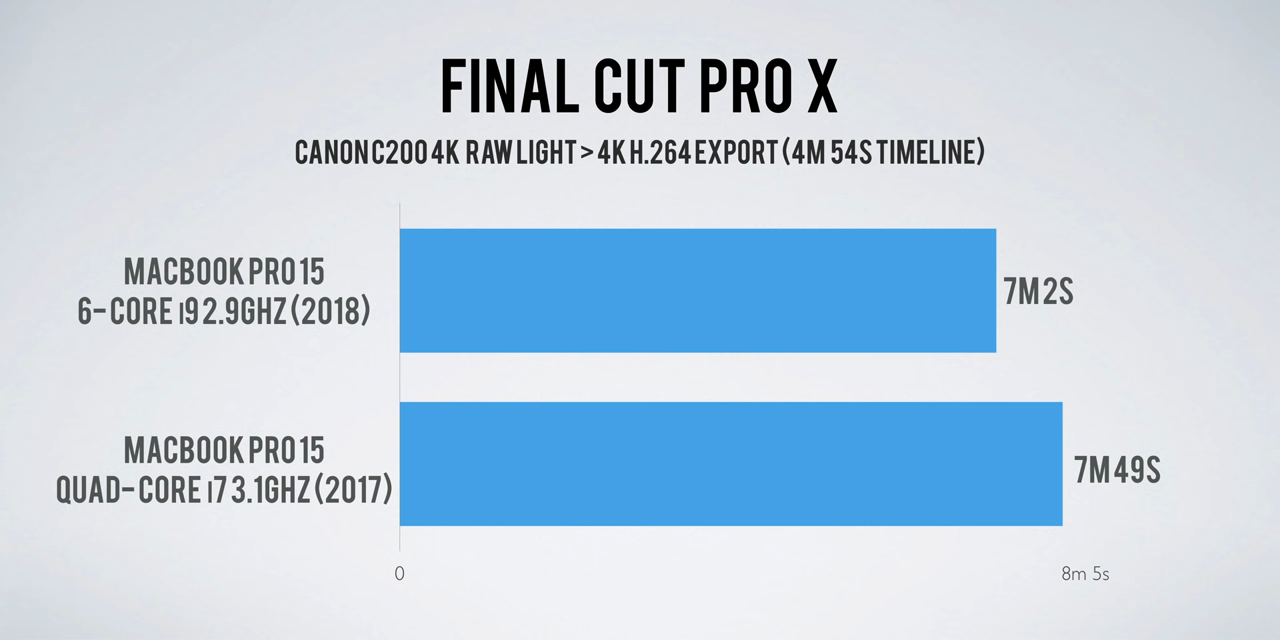 FINAL CUT PRO X
CANON C200 4K RAW LIGHT > 4K H.264 EXPORT (4M 54S TIMELINE)
MACBOOK PRO 15
6-CORE i9 2.9GHZ (2018)
7M 2S
MACBOOK PRO 15
QUAD-CORE i7 3.1GHZ (2017)
7M 49S
0
8m 5s